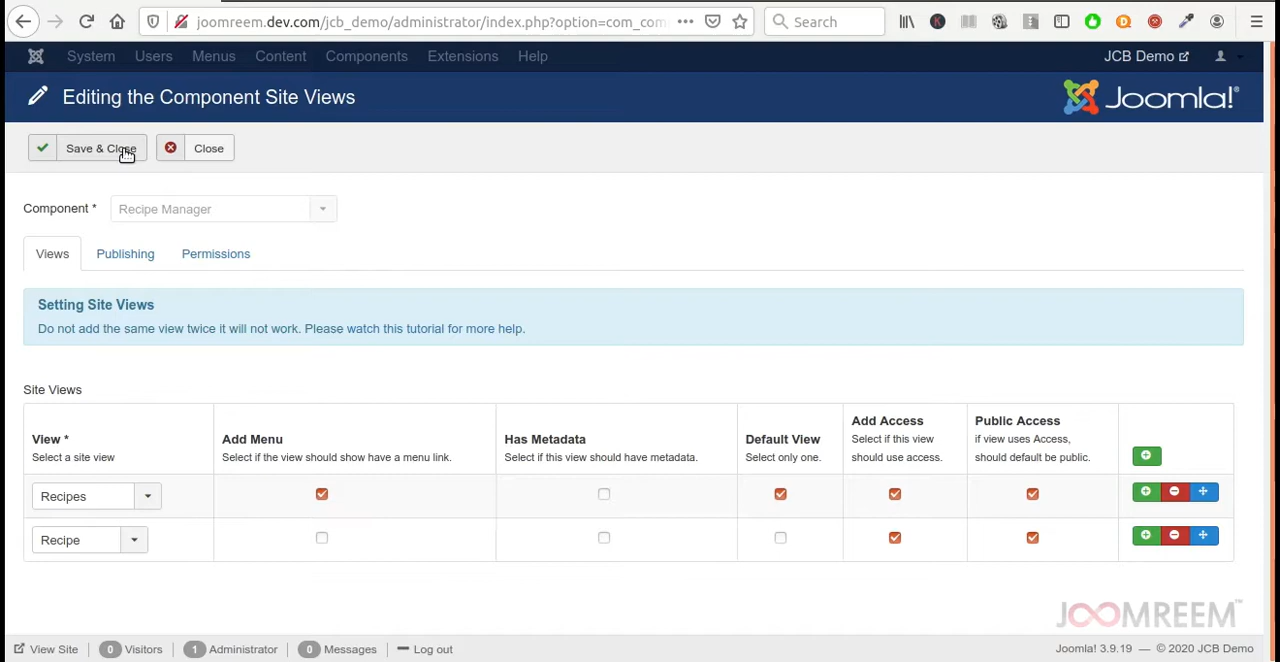 joomreem.dev.com/jcb_demo/administrator/index.php?option=com_com
Search
System Users Menus Content Components Extensions Help
JCB Demo
Editing the Component Site Views
Joomla!®
Save & Close
Close
Component *
Recipe Manager
Views
Publishing
Permissions
Setting Site Views
Do not add the same view twice it will not work. Please watch this tutorial for more help.
Site Views
View *
Select a site view
Add Menu
Select if the view should show have a menu link.
Has Metadata
Select if this view should have metadata.
Default View
Select only one.
Add Access
Select if this view
should use access.
Public Access
if view uses Access,
should default be public.
Recipes
Recipe
JOOMREEM™
View Site
0 Visitors
1 Administrator
0 Messages
Log out
Joomla! 3.9.19 — © 2020 JCB Demo